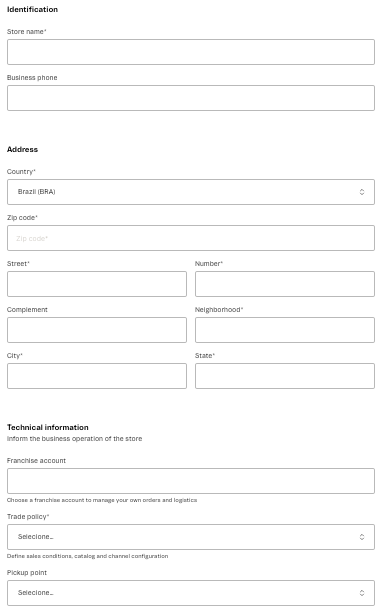 Identification
Store name*
Business phone
Address
Country*
Brazil (BRA)
Zip code*
Zip code*
Street*
Number*
Complement
Neighborhood*
City*
State*
Technical information
Inform the business operation of the store
Franchise account
Choose a franchise account to manage your own orders and logistics
Trade policy*
Selecione...
Define sales conditions, catalog and channel configuration
Pickup point
Selecione...